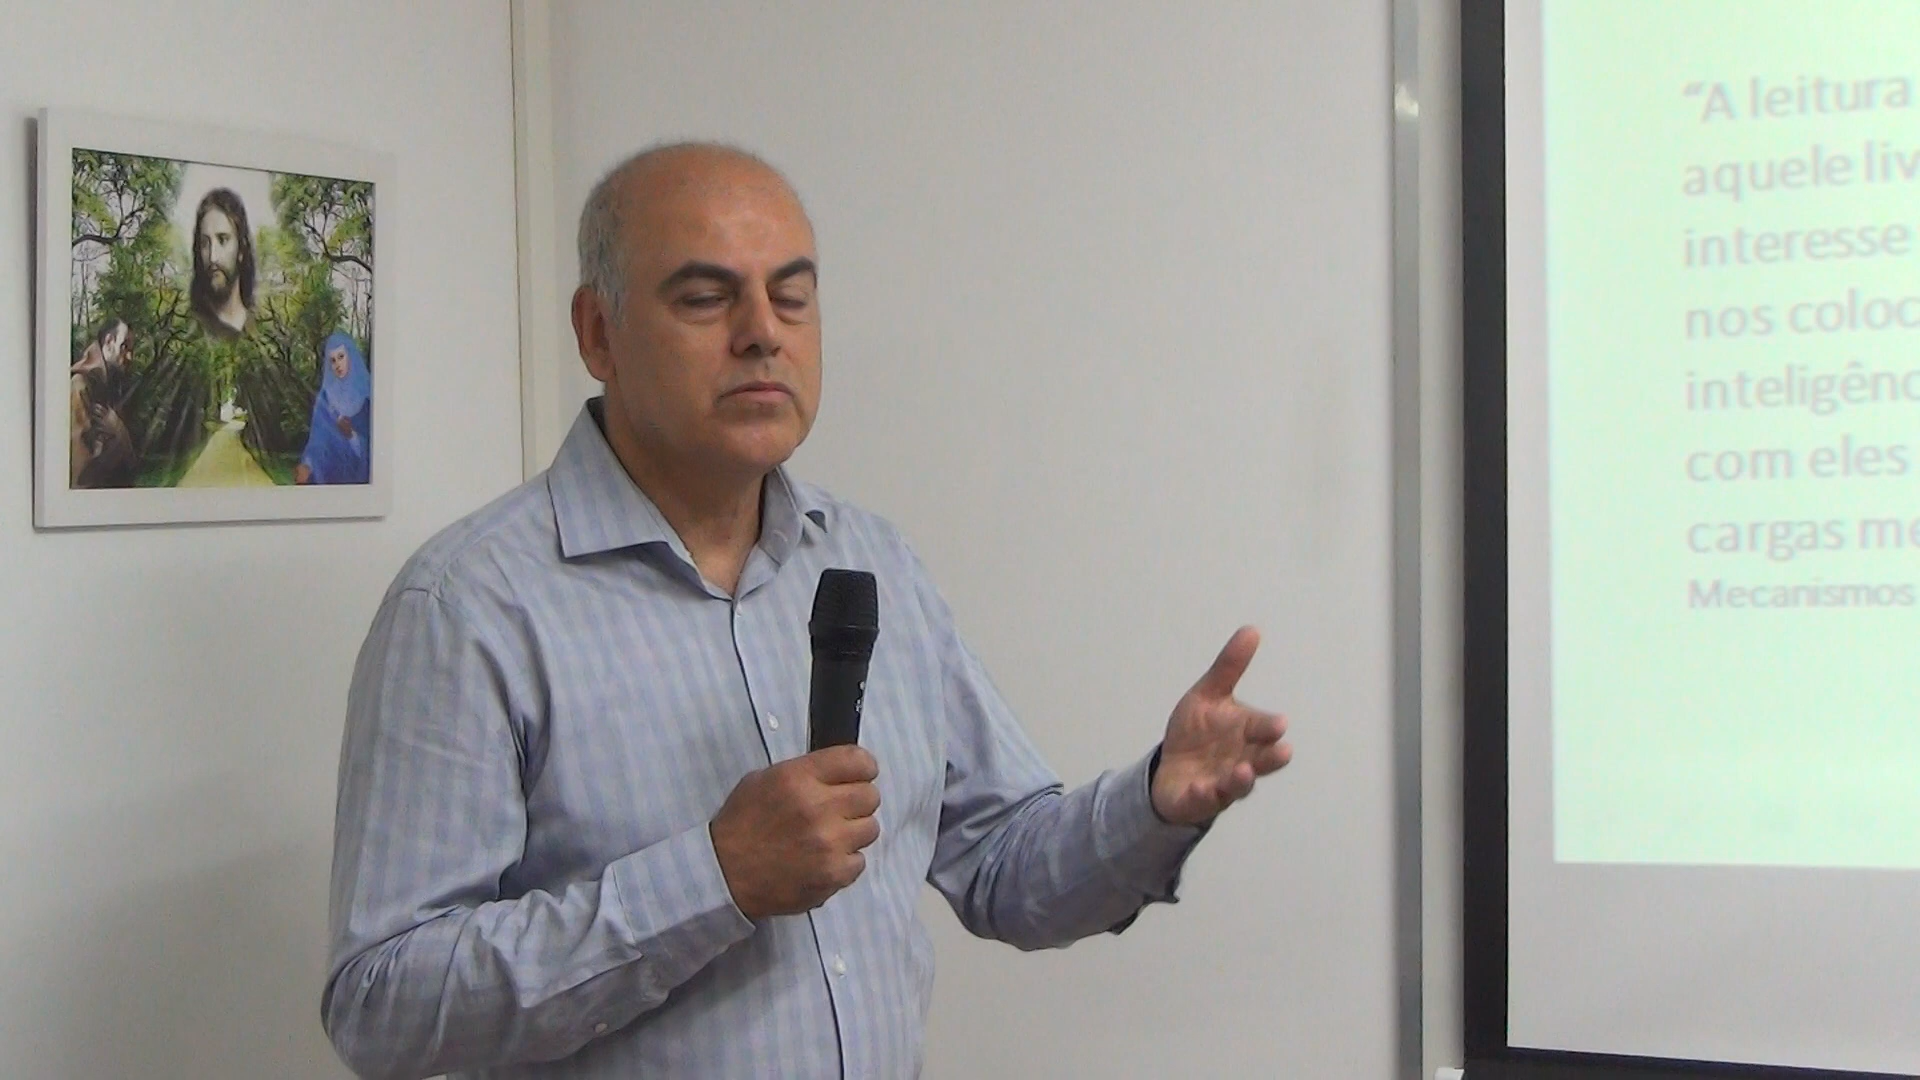 “A leitura
aquele liv
interesse
nos coloc
inteligênc
com eles
cargas me
Mecanismos